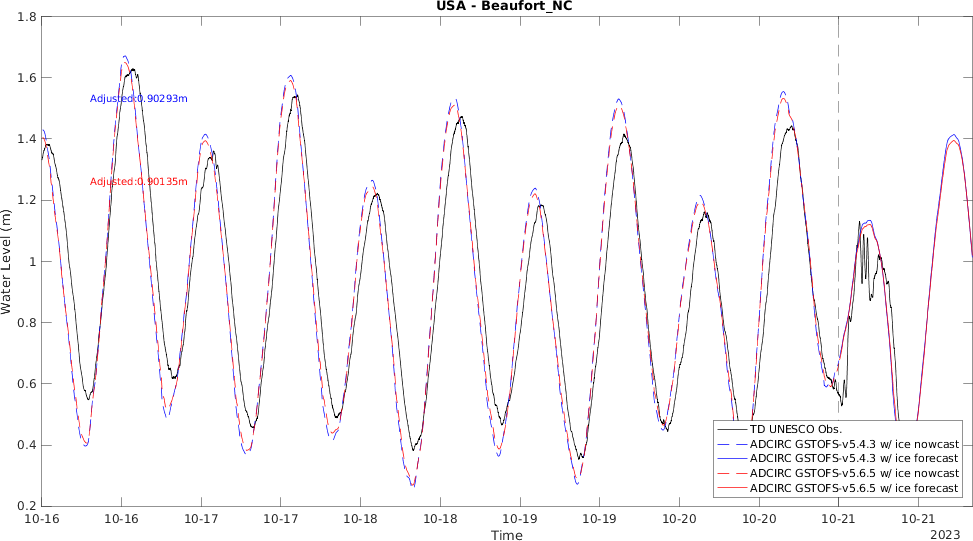 USA - Beaufort_NC
1.8
1.6
1.4
1.2
1
0.8
0.6
0.4
0.2
Water Level (m)
Adjusted:0.90293m
Adjusted:0.90135m
TD UNESCO Obs.
ADCIRC GSTOFS-v5.4.3 w/ ice nowcast
ADCIRC GSTOFS-v5.4.3 w/ ice forecast
ADCIRC GSTOFS-v5.6.5 w/ ice nowcast
ADCIRC GSTOFS-v5.6.5 w/ ice forecast
10-16 10-16 10-17 10-17 10-18 10-18 10-19 10-19 10-20 10-20 10-21 10-21
Time
2023